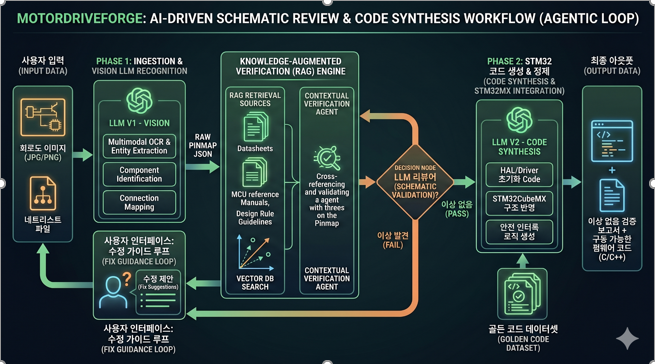 MOTORDRIVEFORGE: AI-DRIVEN SCHEMATIC REVIEW & CODE SYNTHESIS WORKFLOW (AGENTIC LOOP)
사용자 입력
(INPUT DATA)
회로도 이미지
(JPG/PNG)
네트리스트
파일
PHASE 1: INGESTION &
VISION LLM RECOGNITION
LLM V1 - VISION
Multimodal OCR &
Entity Extraction
Component
Identification
Connection
Mapping
RAW
PINMAP
JSON
KNOWLEDGE-AUGMENTED
VERIFICATION (RAG) ENGINE
RAG RETRIEVAL
SOURCES
Datasheets
MCU reference
Manuals,
Design Rule
Guidelines
VECTOR DB
SEARCH
CONTEXTUAL
VERIFICATION
AGENT
Cross-
referencing and
validating a
agent with
threes on the
Pinmap
CONTEXTUAL
VERIFICATION
AGENT
DECISION NODE
LLM 리뷰어
(SCHEMATIC
VALIDATION)?
이상 없음
(PASS)
이상 발견
(FAIL)
PHASE 2: STM32
코드 생성 & 정제
(CODE SYNTHESIS &
STM32MX INTEGRATION)
LLM V2 - CODE
SYNTHESIS
HAL/Driver
초기화 Code
STM32CubeMX
구조 반영
안전 인터록
로직 생성
골든 코드 데이터셋
(GOLDEN CODE
DATASET)
최종 아웃풋
(OUTPUT DATA)
이상 없음 검증
보고서 +
구동 가능한
펌웨어 코드
(C/C++)
사용자 인터페이스:
수정 가이드 루프
(FIX GUIDANCE LOOP)
수정 제안
(Fix Suggestions)
사용자 인터페이스:
수정 가이드 루프
(FIX GUIDANCE LOOP)